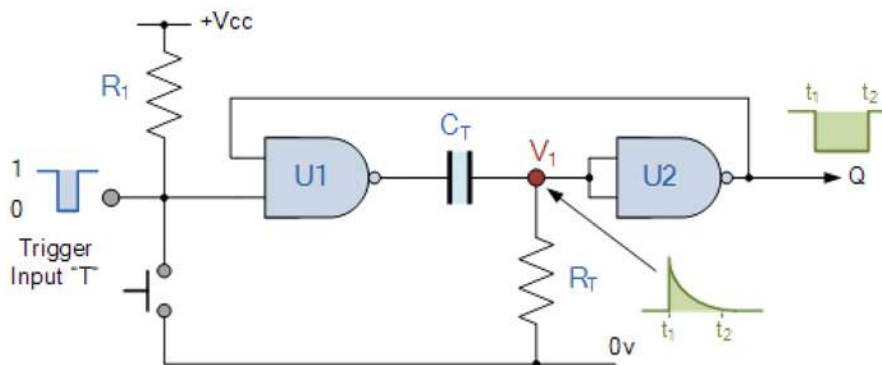 +Vcc
R1
t1 t2
CT
V1
1
U1
U2
Q
0
Trigger
Input "T"
RT
t1 t2
0v